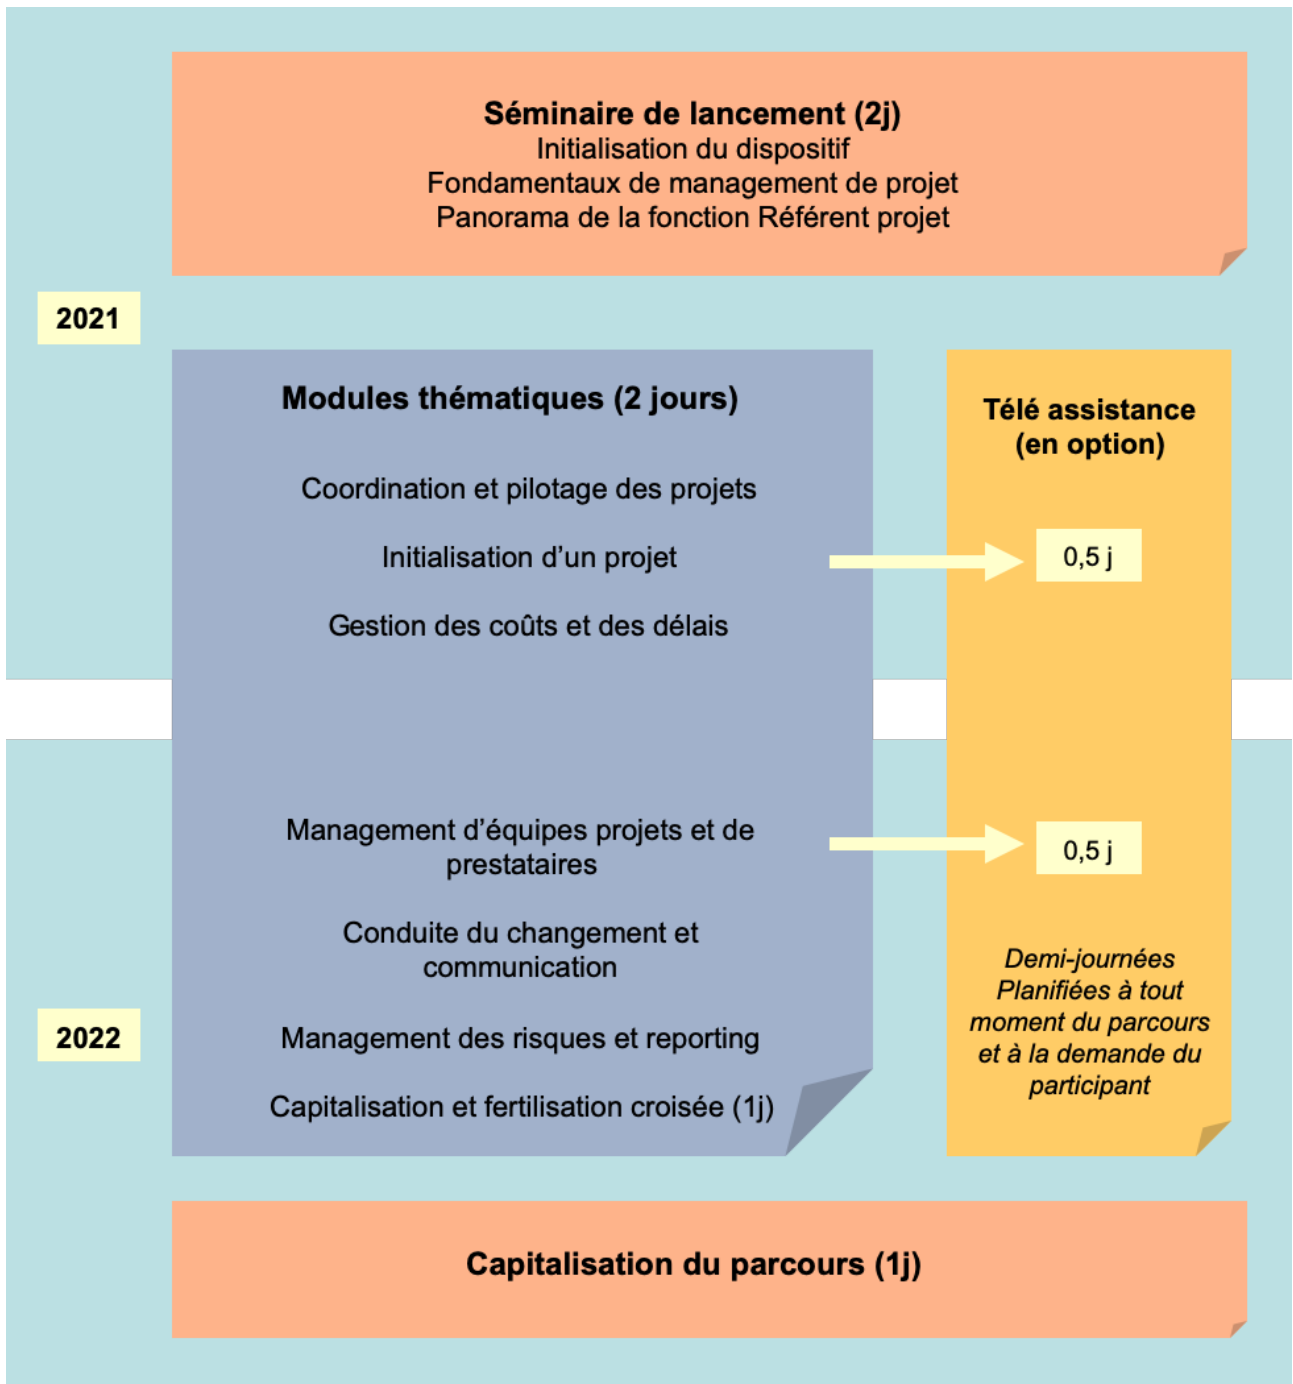 Séminaire de lancement (2j)
Initialisation du dispositif
Fondamentaux de management de projet
Panorama de la fonction Référent projet
2021
Modules thématiques (2 jours)
Coordination et pilotage des projets
Initialisation d’un projet
Gestion des coûts et des délais
Télé assistance
(en option)
0,5 j
Management d’équipes projets et de
prestataires
Conduite du changement et
communication
Management des risques et reporting
Capitalisation et fertilisation croisée (1j)
0,5 j
Demi-journées
Planifiées à tout
moment du parcours
et à la demande du
participant
2022
Capitalisation du parcours (1j)